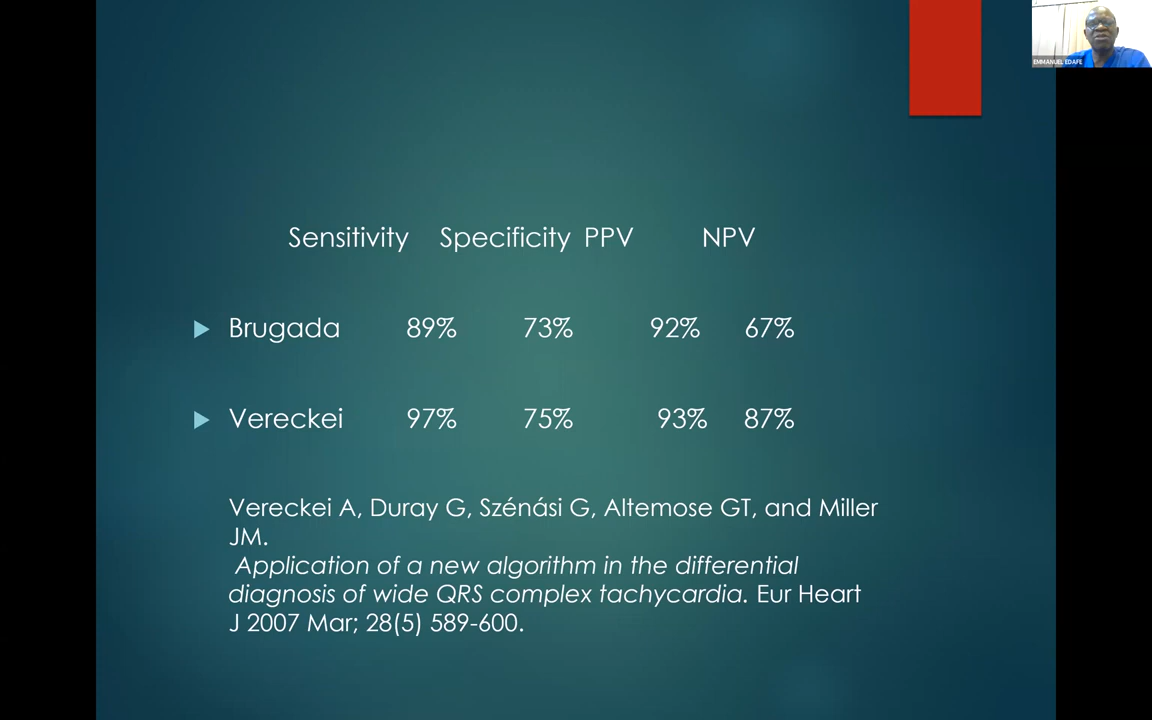 EMMANUEL EDAFE
Sensitivity Specificity PPV NPV
Brugada 89% 73% 92% 67%
Vereckei 97% 75% 93% 87%
Vereckei A, Duray G, Szénási G, Altemose GT, and Miller
JM.
Application of a new algorithm in the differential
diagnosis of wide QRS complex tachycardia. Eur Heart
J 2007 Mar; 28(5) 589-600.